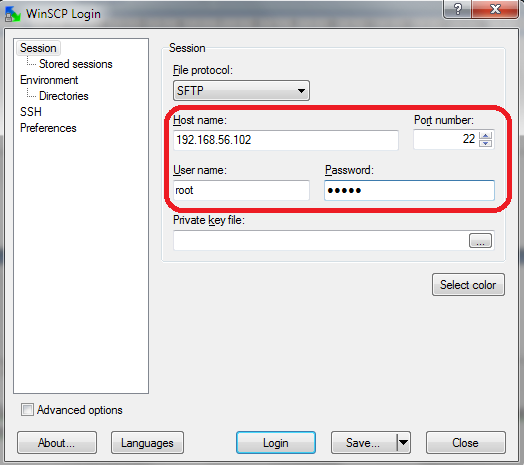 WinSCP Login
Session
Stored sessions
Environment
Directories
SSH
Preferences
Session
File protocol:
SFTP
Host name: Port number:
192.168.56.102 22
User name: Password:
root ●●●●●
Private key file:
...
Select color
Advanced options
About... Languages Login Save... Close